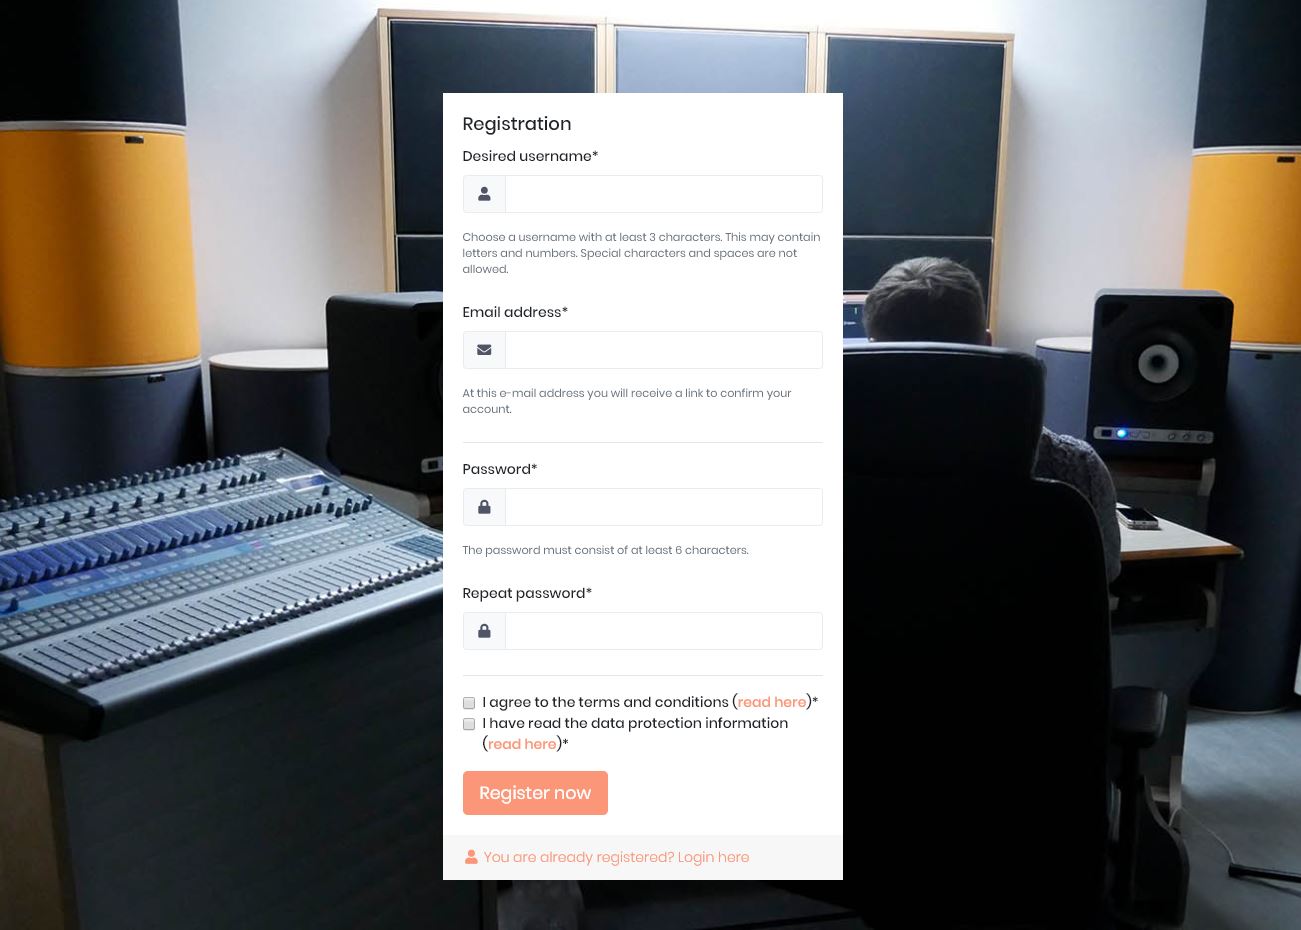 Registration
Desired username*
Choose a username with at least 3 characters. This may contain
letters and numbers. Special characters and spaces are not
allowed.
Email address*
At this e-mail address you will receive a link to confirm your
account.
Password*
The password must consist of at least 6 characters.
Repeat password*
I agree to the terms and conditions (read here)*
I have read the data protection information
(read here)*
Register now
You are already registered? Login here